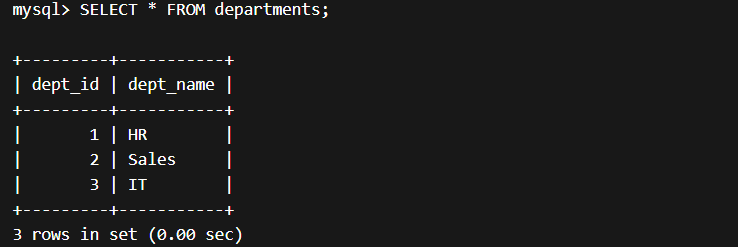 mysql> SELECT * FROM departments;
+---------+-----------+
| dept_id | dept_name |
+---------+-----------+
|       1 | HR        |
|       2 | Sales     |
|       3 | IT        |
+---------+-----------+
3 rows in set (0.00 sec)